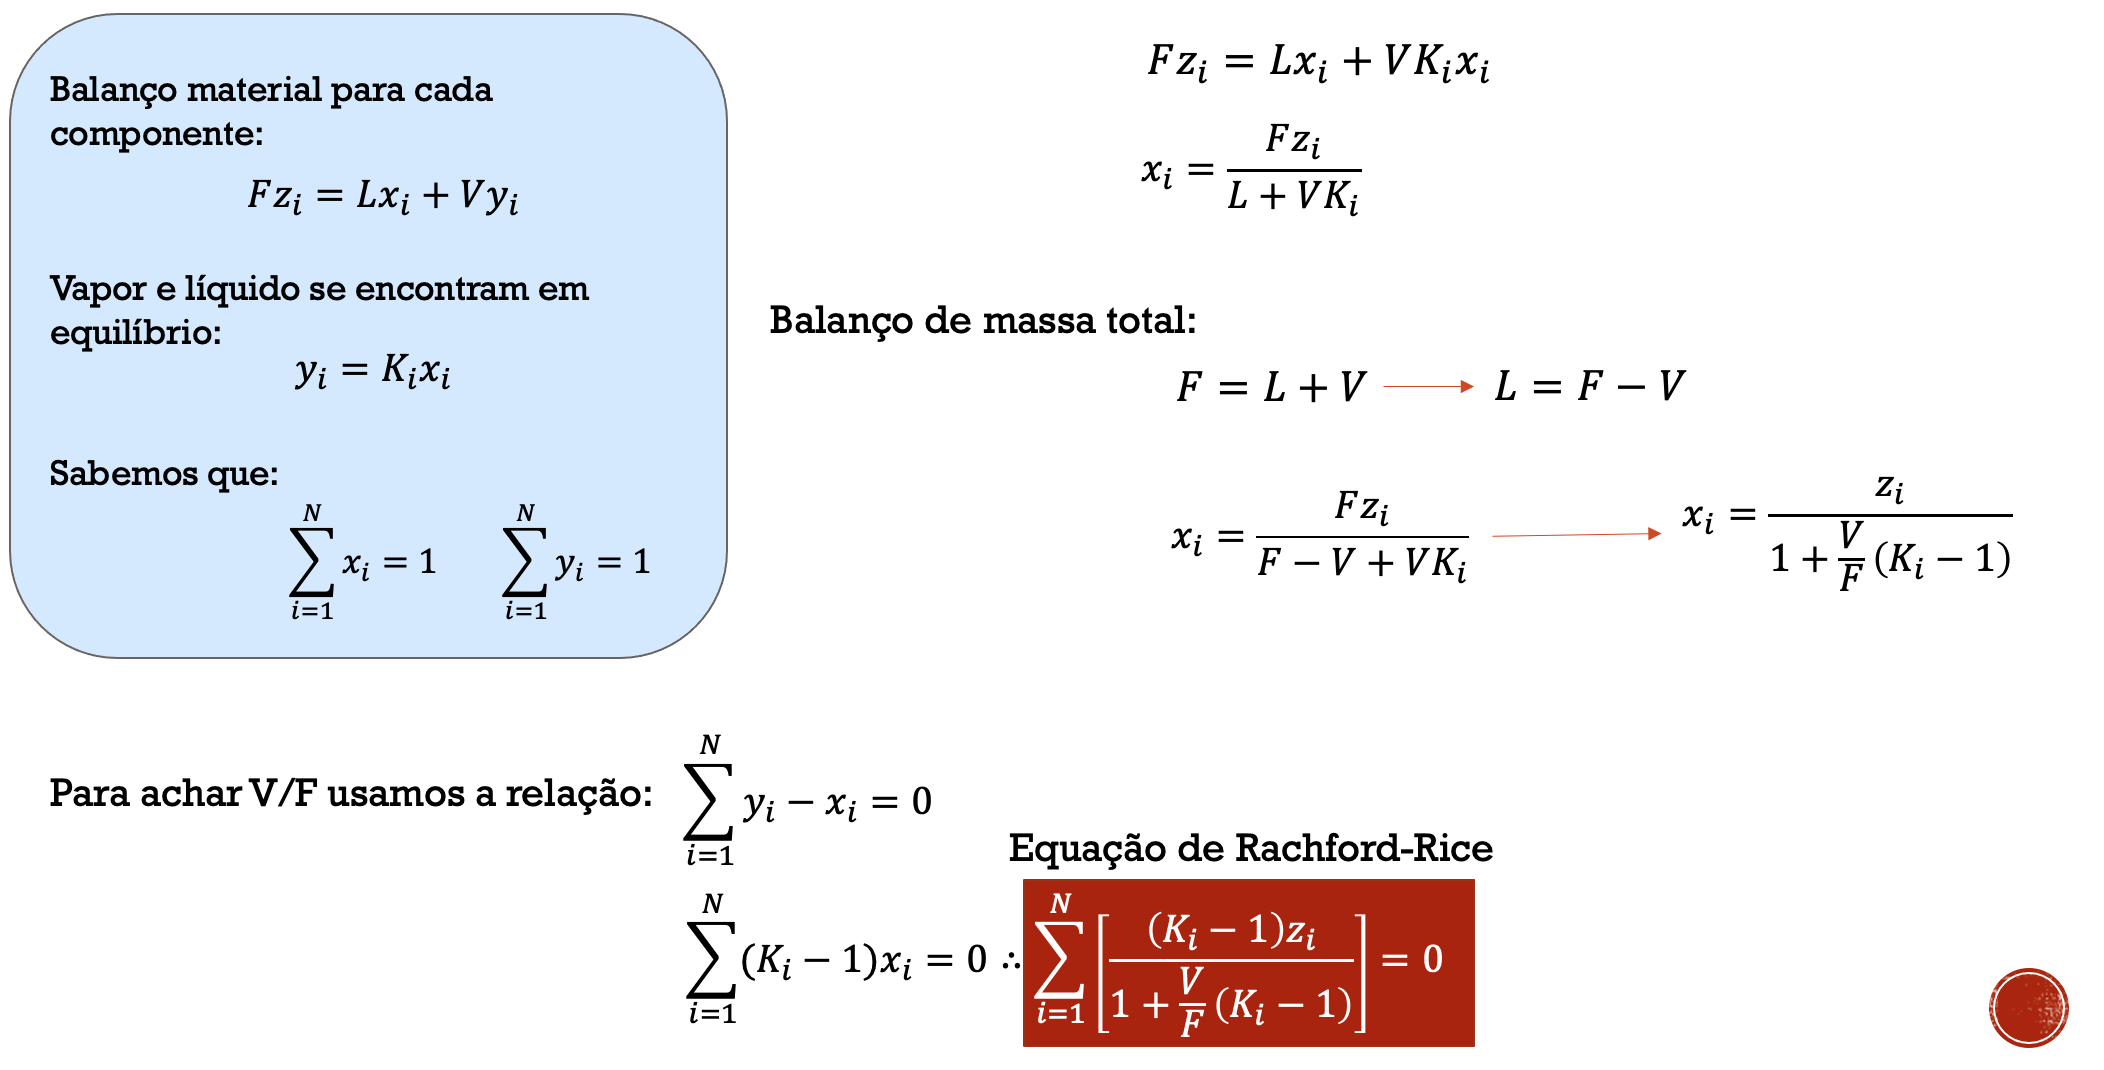 Balanço material para cada
componente:
Fz_i = Lx_i + Vy_i
Vapor e líquido se encontram em
equilíbrio:
y_i = K_i x_i
Sabemos que:
\sum_{i=1}^{N} x_i = 1 \sum_{i=1}^{N} y_i = 1
Fz_i = Lx_i + VK_i x_i
x_i = \frac{Fz_i}{L + VK_i}
Balanço de massa total:
F = L + V → L = F − V
x_i = \frac{Fz_i}{F − V + VK_i} → x_i = \frac{z_i}{1 + \frac{V}{F}(K_i − 1)}
Para achar V/F usamos a relação: \sum_{i=1}^{N} y_i − x_i = 0
Equação de Rachford-Rice
\sum_{i=1}^{N} (K_i − 1)x_i = 0 ∴ \sum_{i=1}^{N} \left[\frac{(K_i − 1)z_i}{1 + \frac{V}{F}(K_i − 1)}\right] = 0